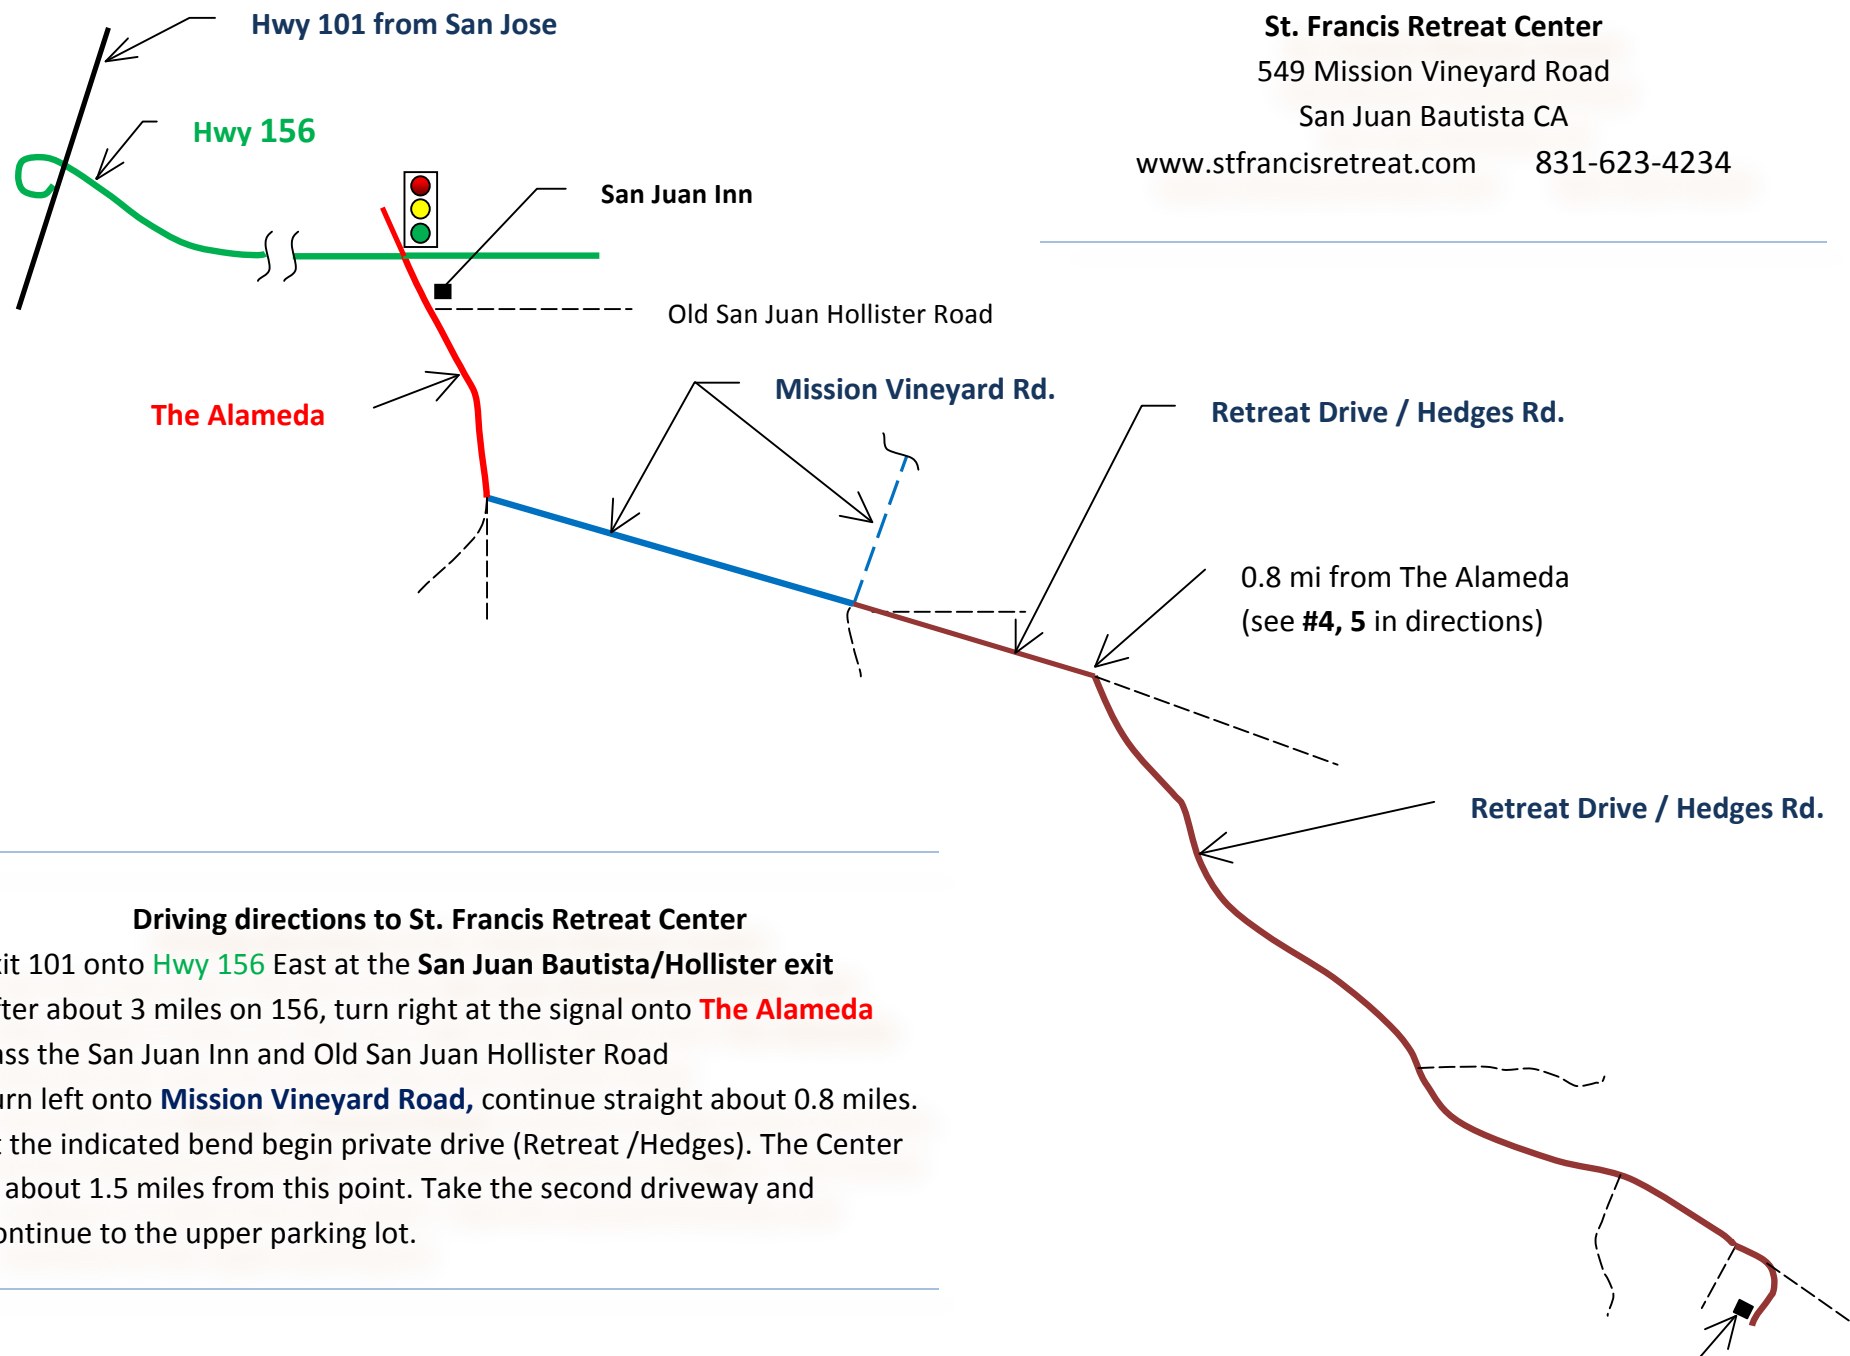 Hwy 101 from San Jose
St. Francis Retreat Center
549 Mission Vineyard Road
San Juan Bautista CA
www.stfrancisretreat.com 831-623-4234
Hwy 156
San Juan Inn
Old San Juan Hollister Road
The Alameda
Mission Vineyard Rd.
Retreat Drive / Hedges Rd.
0.8 mi from The Alameda
(see #4, 5 in directions)
Retreat Drive / Hedges Rd.
Driving directions to St. Francis Retreat Center
xit 101 onto Hwy 156 East at the San Juan Bautista/Hollister exit
fter about 3 miles on 156, turn right at the signal onto The Alameda
ass the San Juan Inn and Old San Juan Hollister Road
urn left onto Mission Vineyard Road, continue straight about 0.8 miles.
t the indicated bend begin private drive (Retreat /Hedges). The Center
about 1.5 miles from this point. Take the second driveway and
ontinue to the upper parking lot.